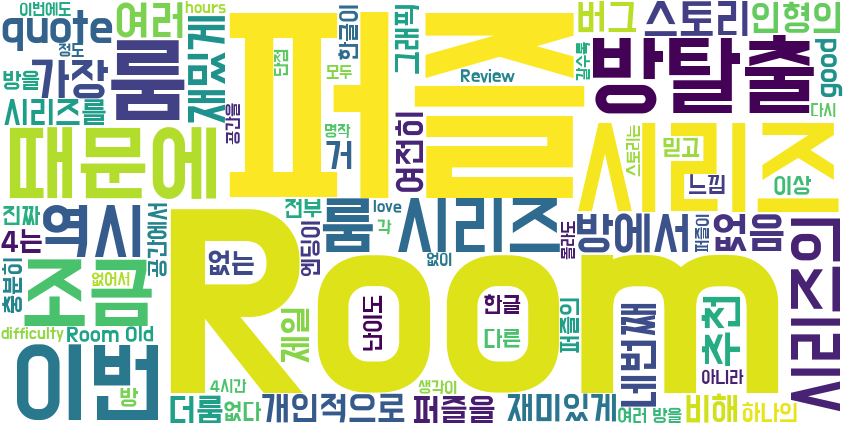 이번에도 hours
quote 여러 한글이 그래픽 버그 스토리 인형의
정도 단점 모두 Review 갈수록 good
방을 가장 룸 재밌게 퍼즐 방탈출
시리즈를 공간을 명작 다시
때문에 거 여전히 시리즈 스토리는 믿고
느낌 이상
진짜 역시 공간에서 전부 love 룸 시리즈 몰라도 방에서 퍼즐이 없음 시리즈의
4는 각
충분히 조금 없어서 Room 없는 엔딩이 없이
difficulty Room Old 제일 난이도 한글 다른 퍼즐의 네번째 추천
이번 방 4시간 생각이 아니라
더룸 없다 개인적으로 퍼즐을 재미있게 여러 방을 비해 하나의